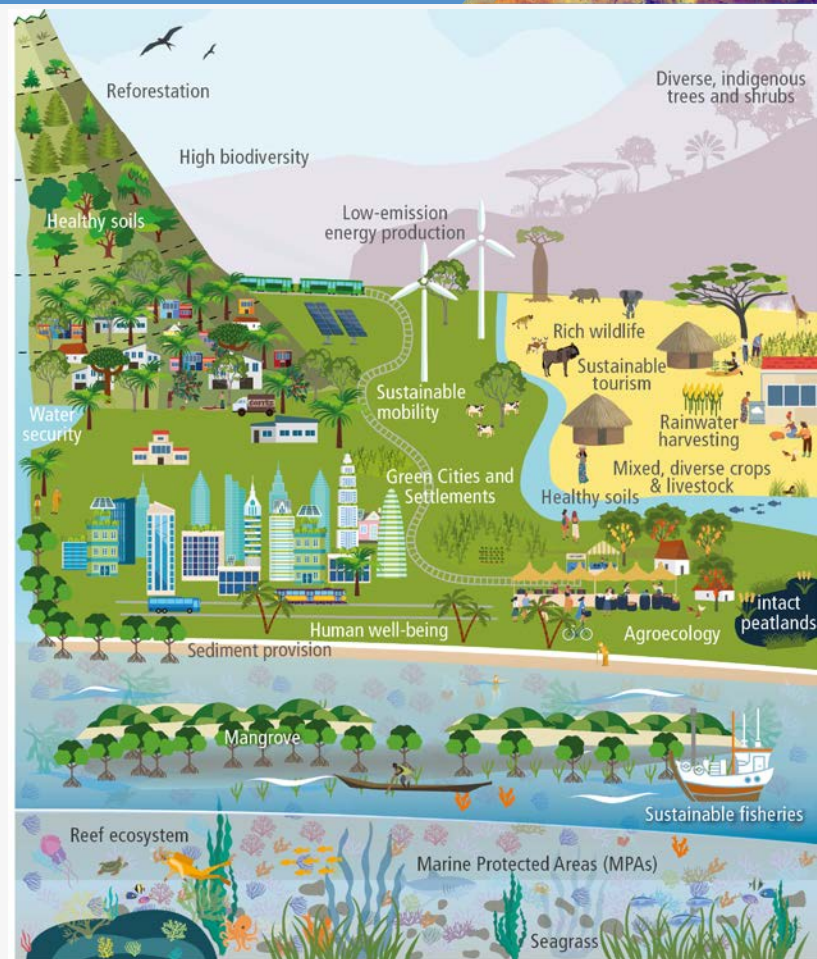 Reforestation
Diverse, indigenous
trees and shrubs
High biodiversity
Healthy soils
Low-emission
energy production
Rich wildlife
Sustainable
tourism
Sustainable
mobility
Water
security
Rainwater
harvesting
Mixed, diverse crops
& livestock
Green Cities and
Settlements
Healthy soils
intact
peatlands
Human well-being
Agroecology
Sediment provision
Mangrove
Sustainable fisheries
Reef ecosystem
Marine Protected Areas (MPAs)
Seagrass